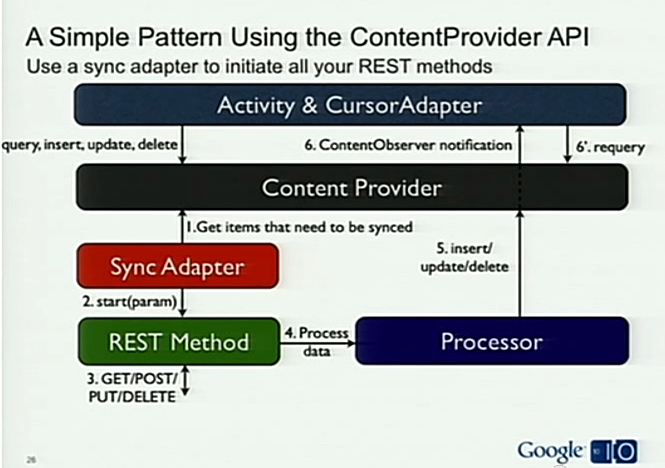 A Simple Pattern Using the ContentProvider API
Use a sync adapter to initiate all your REST methods
Activity & CursorAdapter
query, insert, update, delete
6. ContentObserver notification
6'. requery
Content Provider
1.Get items that need to be synced
5. insert/
update/delete
Sync Adapter
2. start(param)
REST Method
4. Process
data
Processor
3. GET/POST/
PUT/DELETE
26
Google IO